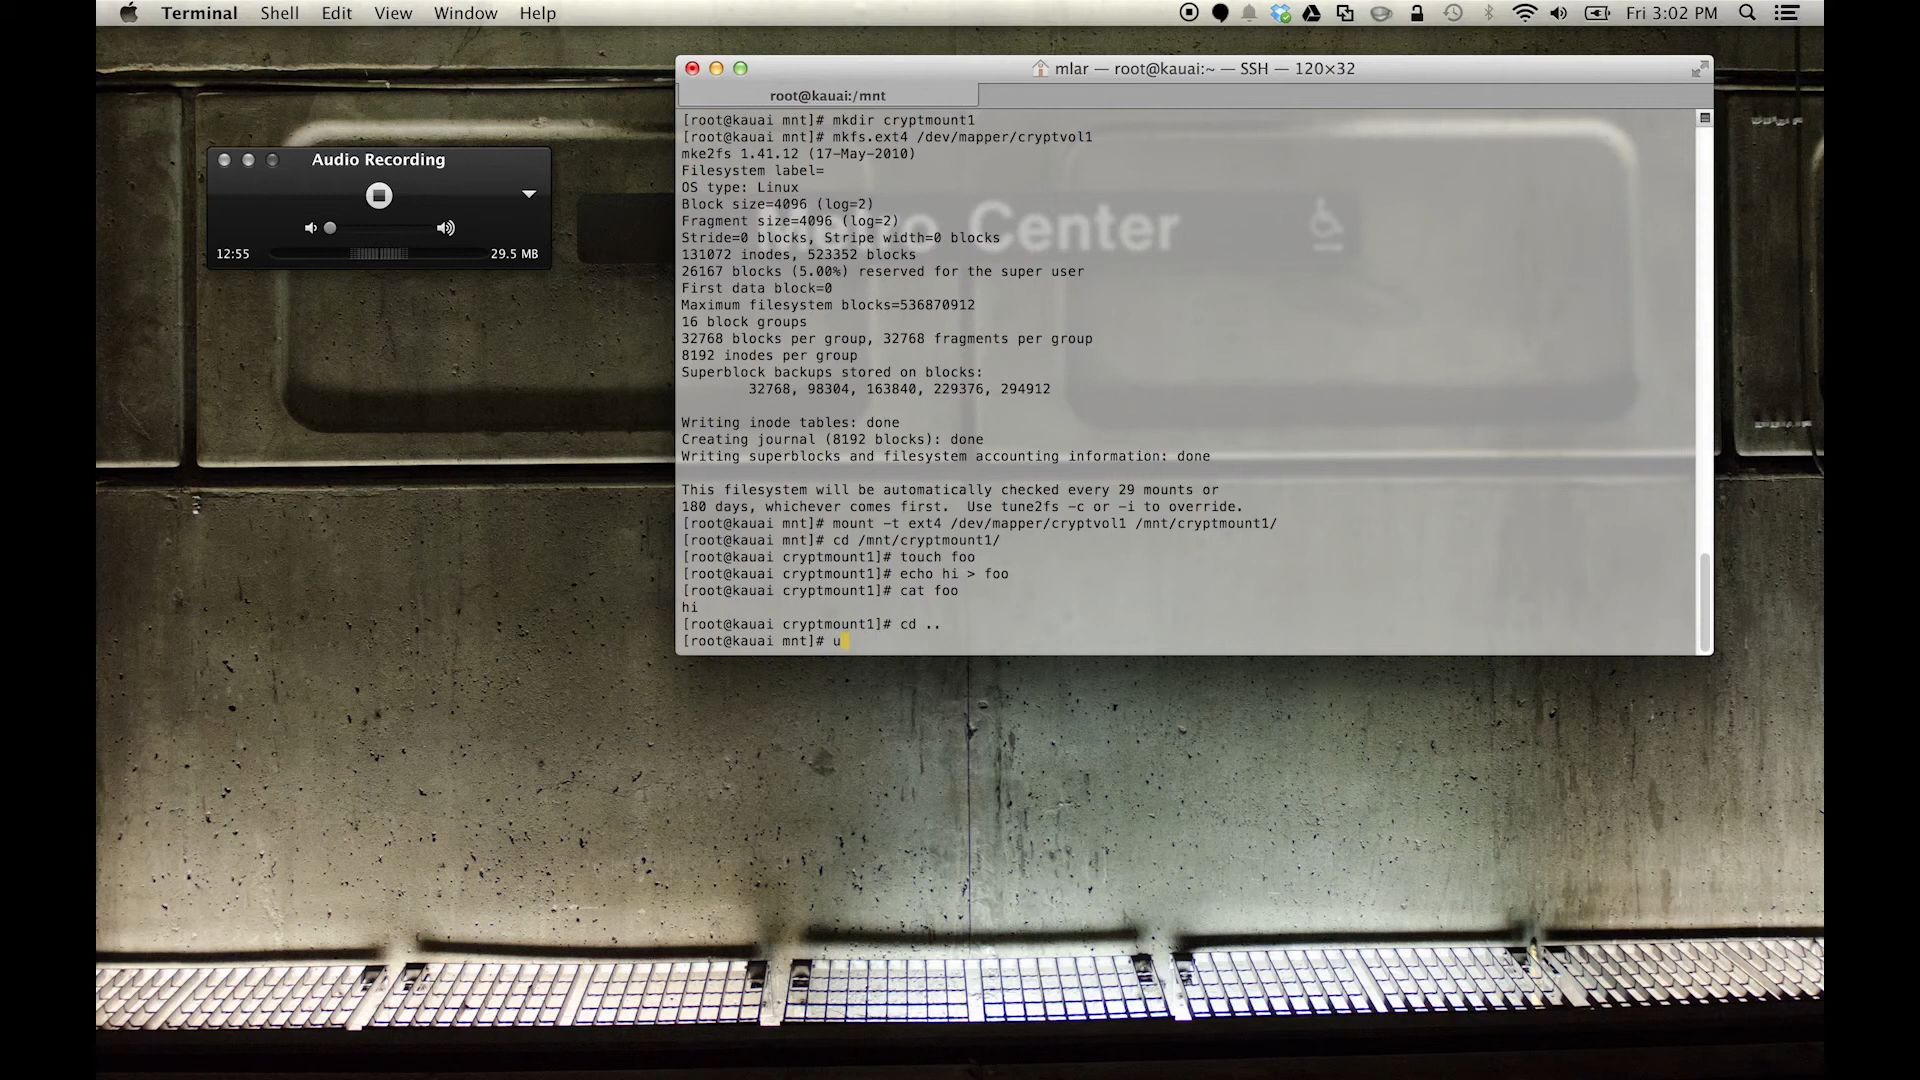 Terminal Shell Edit View Window Help
Fri 3:02 PM
mlar — root@kauai:~ — SSH — 120×32
root@kauai:/mnt
Audio Recording
12:55
29.5 MB
Center
[root@kauai mnt]# mkdir cryptmount1
[root@kauai mnt]# mkfs.ext4 /dev/mapper/cryptvol1
mke2fs 1.41.12 (17-May-2010)
Filesystem label=
OS type: Linux
Block size=4096 (log=2)
Fragment size=4096 (log=2)
Stride=0 blocks, Stripe width=0 blocks
131072 inodes, 523352 blocks
26167 blocks (5.00%) reserved for the super user
First data block=0
Maximum filesystem blocks=536870912
16 block groups
32768 blocks per group, 32768 fragments per group
8192 inodes per group
Superblock backups stored on blocks:
32768, 98304, 163840, 229376, 294912
Writing inode tables: done
Creating journal (8192 blocks): done
Writing superblocks and filesystem accounting information: done
This filesystem will be automatically checked every 29 mounts or
180 days, whichever comes first.  Use tune2fs -c or -i to override.
[root@kauai mnt]# mount -t ext4 /dev/mapper/cryptvol1 /mnt/cryptmount1/
[root@kauai mnt]# cd /mnt/cryptmount1/
[root@kauai cryptmount1]# touch foo
[root@kauai cryptmount1]# echo hi > foo
[root@kauai cryptmount1]# cat foo
hi
[root@kauai cryptmount1]# cd ..
[root@kauai mnt]# u